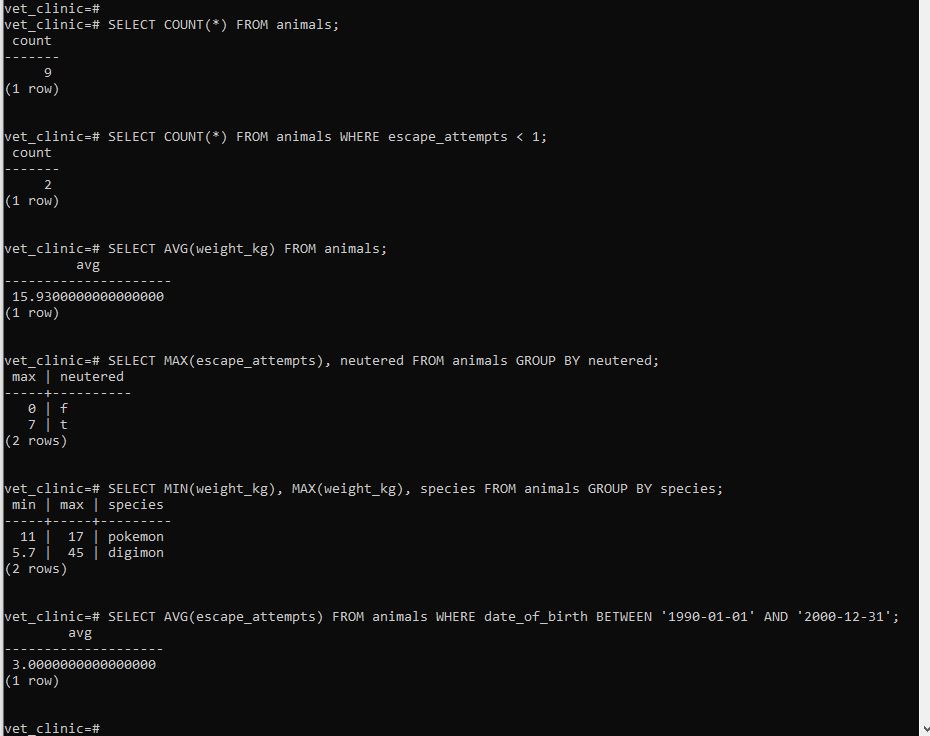 vet_clinic=#
vet_clinic=# SELECT COUNT(*) FROM animals;
 count
-------
     9
(1 row)


vet_clinic=# SELECT COUNT(*) FROM animals WHERE escape_attempts < 1;
 count
-------
     2
(1 row)


vet_clinic=# SELECT AVG(weight_kg) FROM animals;
         avg
---------------------
 15.9300000000000000
(1 row)


vet_clinic=# SELECT MAX(escape_attempts), neutered FROM animals GROUP BY neutered;
 max | neutered
-----+----------
   0 | f
   7 | t
(2 rows)


vet_clinic=# SELECT MIN(weight_kg), MAX(weight_kg), species FROM animals GROUP BY species;
 min | max | species
-----+-----+---------
  11 |  17 | pokemon
 5.7 |  45 | digimon
(2 rows)


vet_clinic=# SELECT AVG(escape_attempts) FROM animals WHERE date_of_birth BETWEEN '1990-01-01' AND '2000-12-31';
        avg
--------------------
 3.0000000000000000
(1 row)


vet_clinic=#